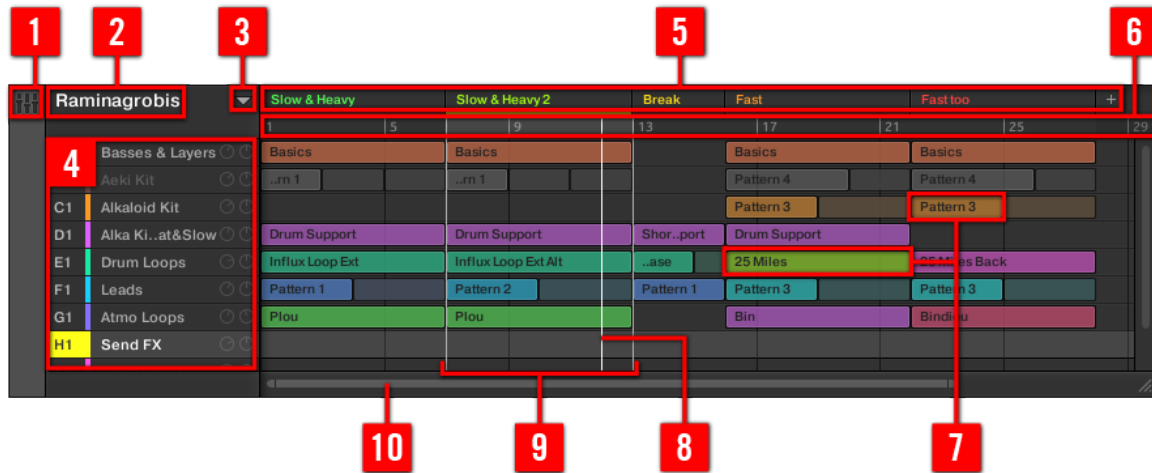 1 2 3 5 6
Raminagrobis Slow & Heavy Slow & Heavy 2 Break Fast Fast too +
1 5 9 13 17 21 25 29
4
Basses & Layers Basics Basics Basics Basics
Aeki Kit ..rn 1 ..rn 1 Pattern 4 Pattern 4
C1 Alkaloid Kit Pattern 3 Pattern 3
D1 Alka Ki..at&Slow Drum Support Drum Support Shor..port Drum Support
E1 Drum Loops Influx Loop Ext Influx Loop Ext Alt ..ase 25 Miles 25 Miles Back
F1 Leads Pattern 1 Pattern 2 Pattern 1 Pattern 3 Pattern 3
G1 Atmo Loops Plou Plou Bin Bindiou
H1 Send FX
10 9 8 7